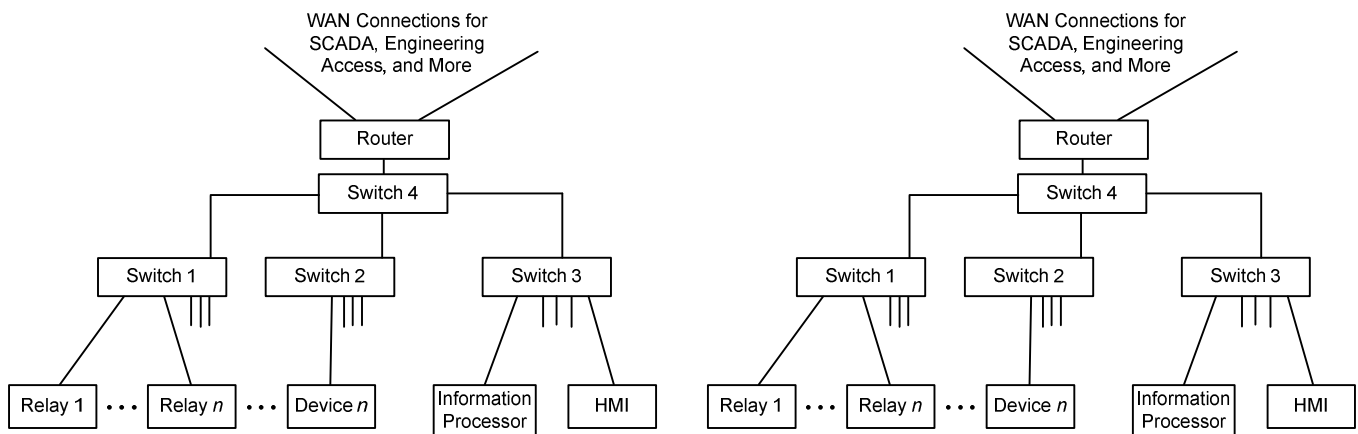 WAN Connections for
SCADA, Engineering
Access, and More
Router
Switch 4
Switch 1
Switch 2
Switch 3
Relay 1
• • •
Relay n
• • •
Device n
Information
Processor
HMI
WAN Connections for
SCADA, Engineering
Access, and More
Router
Switch 4
Switch 1
Switch 2
Switch 3
Relay 1
• • •
Relay n
• • •
Device n
Information
Processor
HMI